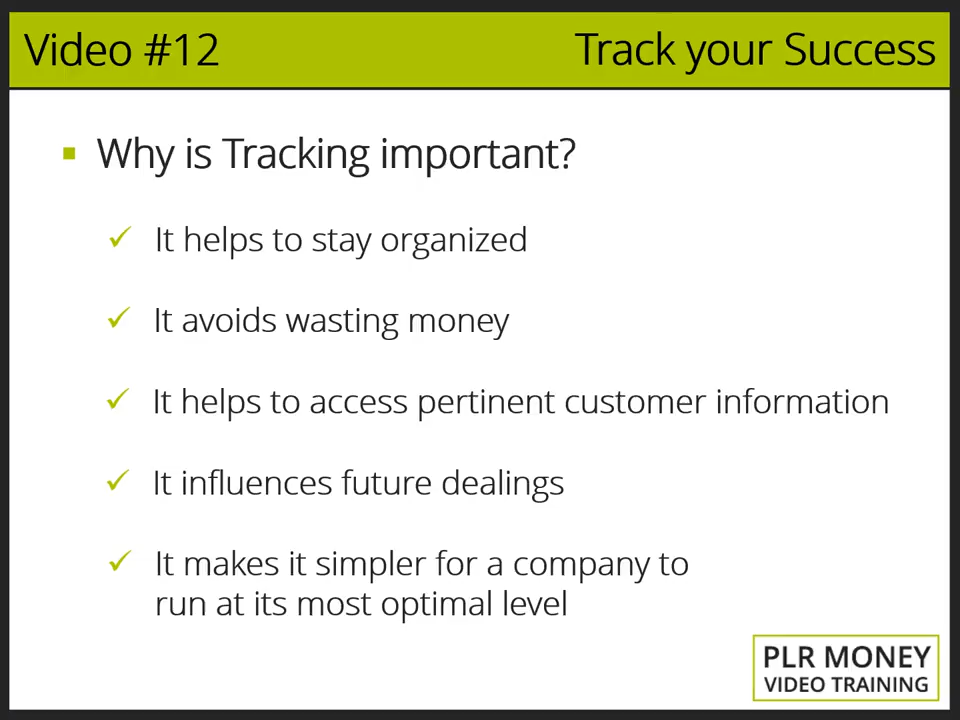 Video #12 Track your Success
Why is Tracking important?
It helps to stay organized
It avoids wasting money
It helps to access pertinent customer information
It influences future dealings
It makes it simpler for a company to
run at its most optimal level
PLR MONEY
VIDEO TRAINING